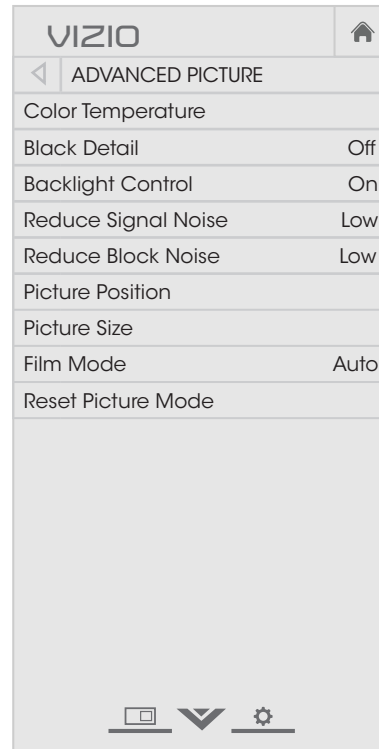 VIZIO
ADVANCED PICTURE
Color Temperature
Black Detail Off
Backlight Control On
Reduce Signal Noise Low
Reduce Block Noise Low
Picture Position
Picture Size
Film Mode Auto
Reset Picture Mode